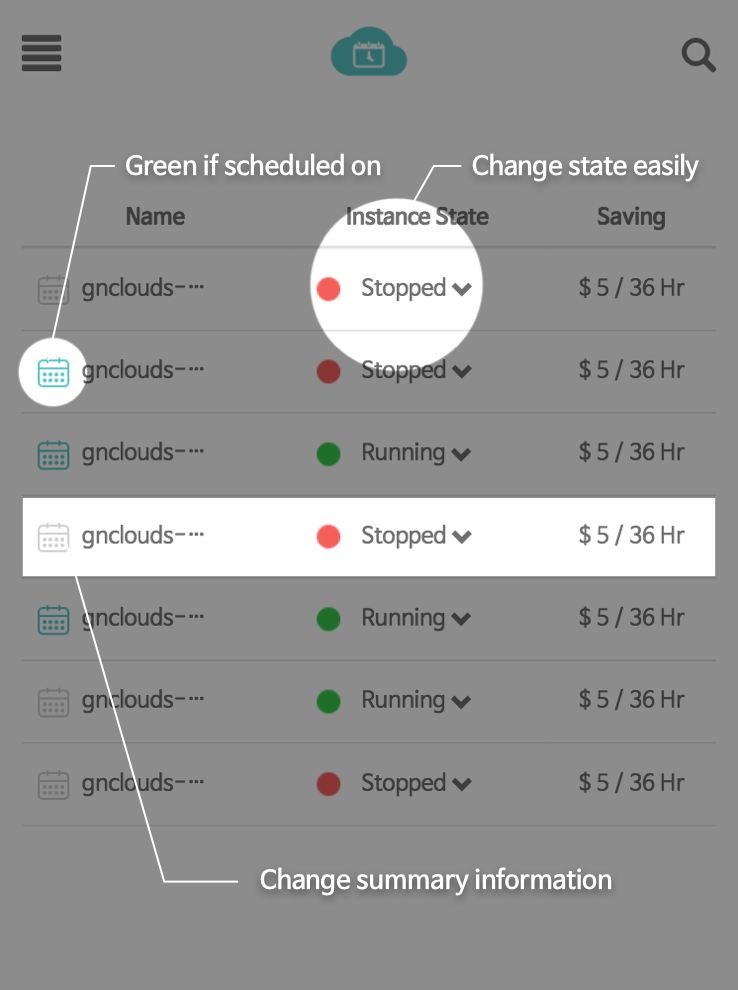 Green if scheduled on
Change state easily
Name Instance State Saving
gnclouds-··· Stopped $ 5 / 36 Hr
gnclouds-··· Stopped $ 5 / 36 Hr
gnclouds-··· Running $ 5 / 36 Hr
gnclouds-··· Stopped $ 5 / 36 Hr
gnclouds-··· Running $ 5 / 36 Hr
gnclouds-··· Running $ 5 / 36 Hr
gnclouds-··· Stopped $ 5 / 36 Hr
Change summary information